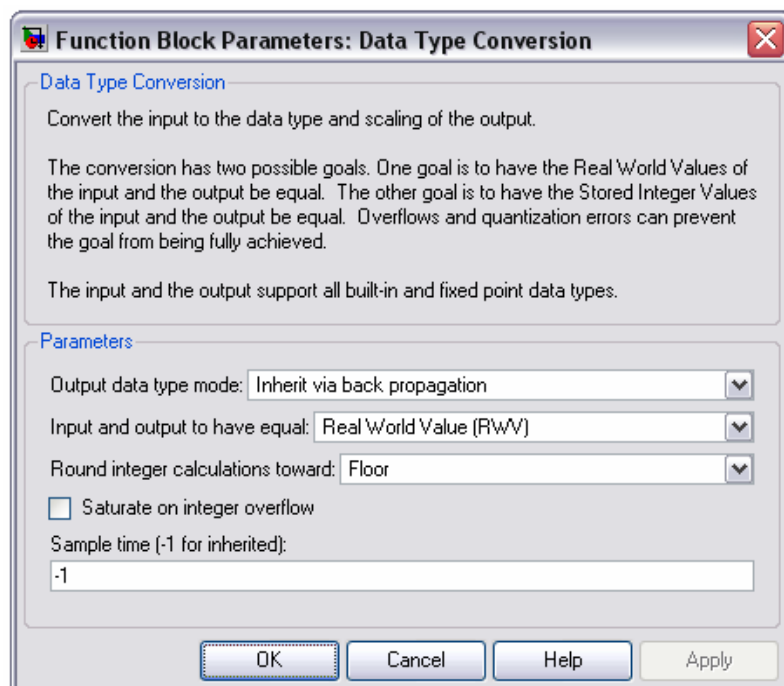 Function Block Parameters: Data Type Conversion
Data Type Conversion
Convert the input to the data type and scaling of the output.
The conversion has two possible goals. One goal is to have the Real World Values of
the input and the output be equal.  The other goal is to have the Stored Integer Values
of the input and the output be equal.  Overflows and quantization errors can prevent
the goal from being fully achieved.
The input and the output support all built-in and fixed point data types.
Parameters
Output data type mode: Inherit via back propagation
Input and output to have equal: Real World Value (RWV)
Round integer calculations toward: Floor
Saturate on integer overflow
Sample time (-1 for inherited):
-1
OK Cancel Help Apply